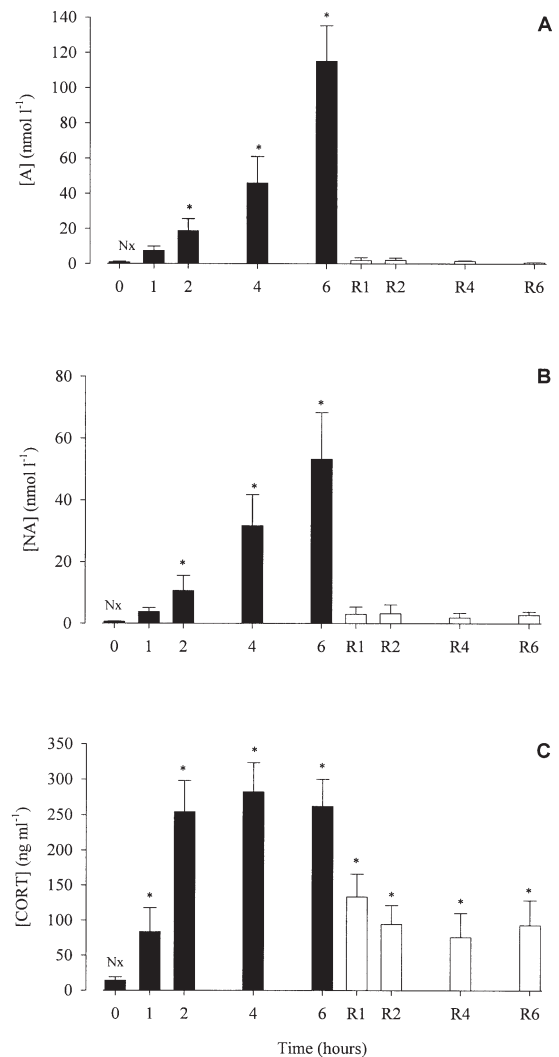 A
140
120
100
80
60
40
20
0
[A] (nmol l-1)
Nx
*
*
*
0 1 2 4 6 R1 R2 R4 R6
B
80
60
40
20
0
[NA] (nmol l-1)
Nx
*
*
*
0 1 2 4 6 R1 R2 R4 R6
C
350
300
250
200
150
100
50
0
[CORT] (ng ml-1)
Nx
*
*
*
*
*
*
*
*
0 1 2 4 6 R1 R2 R4 R6
Time (hours)